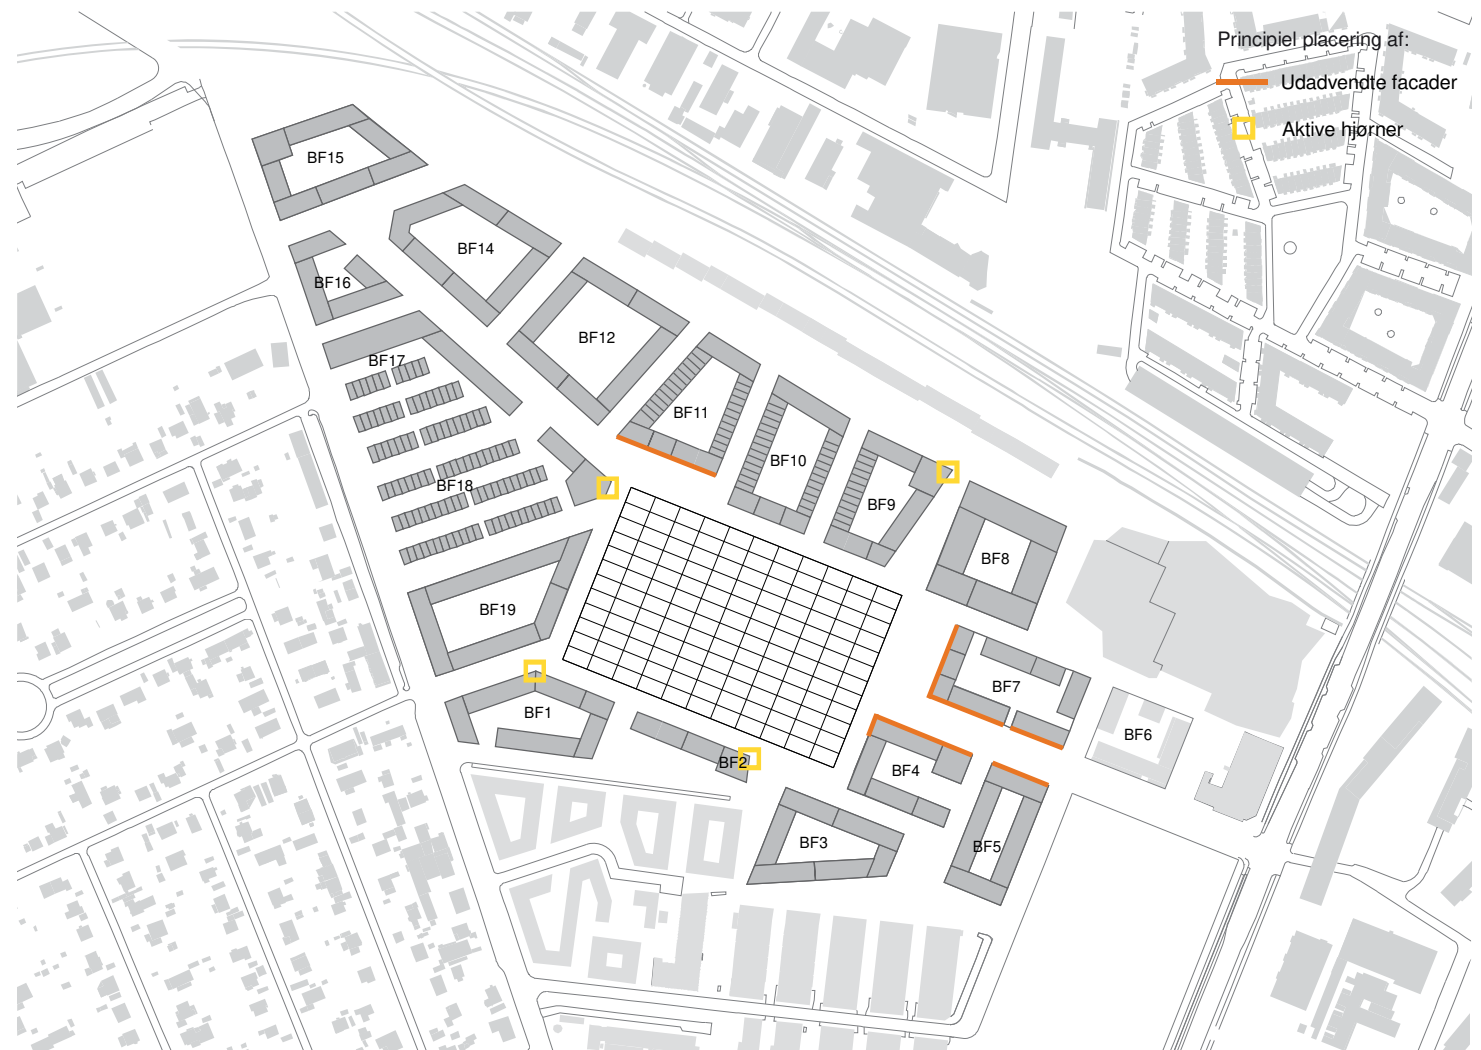 Principiel placering af:
Udadvendte facader
Aktive hjørner
BF15
BF14
BF16
BF12
BF17
BF11
BF10
BF18
BF9
BF8
BF19
BF7
BF1
BF6
BF2
BF4
BF3
BF5